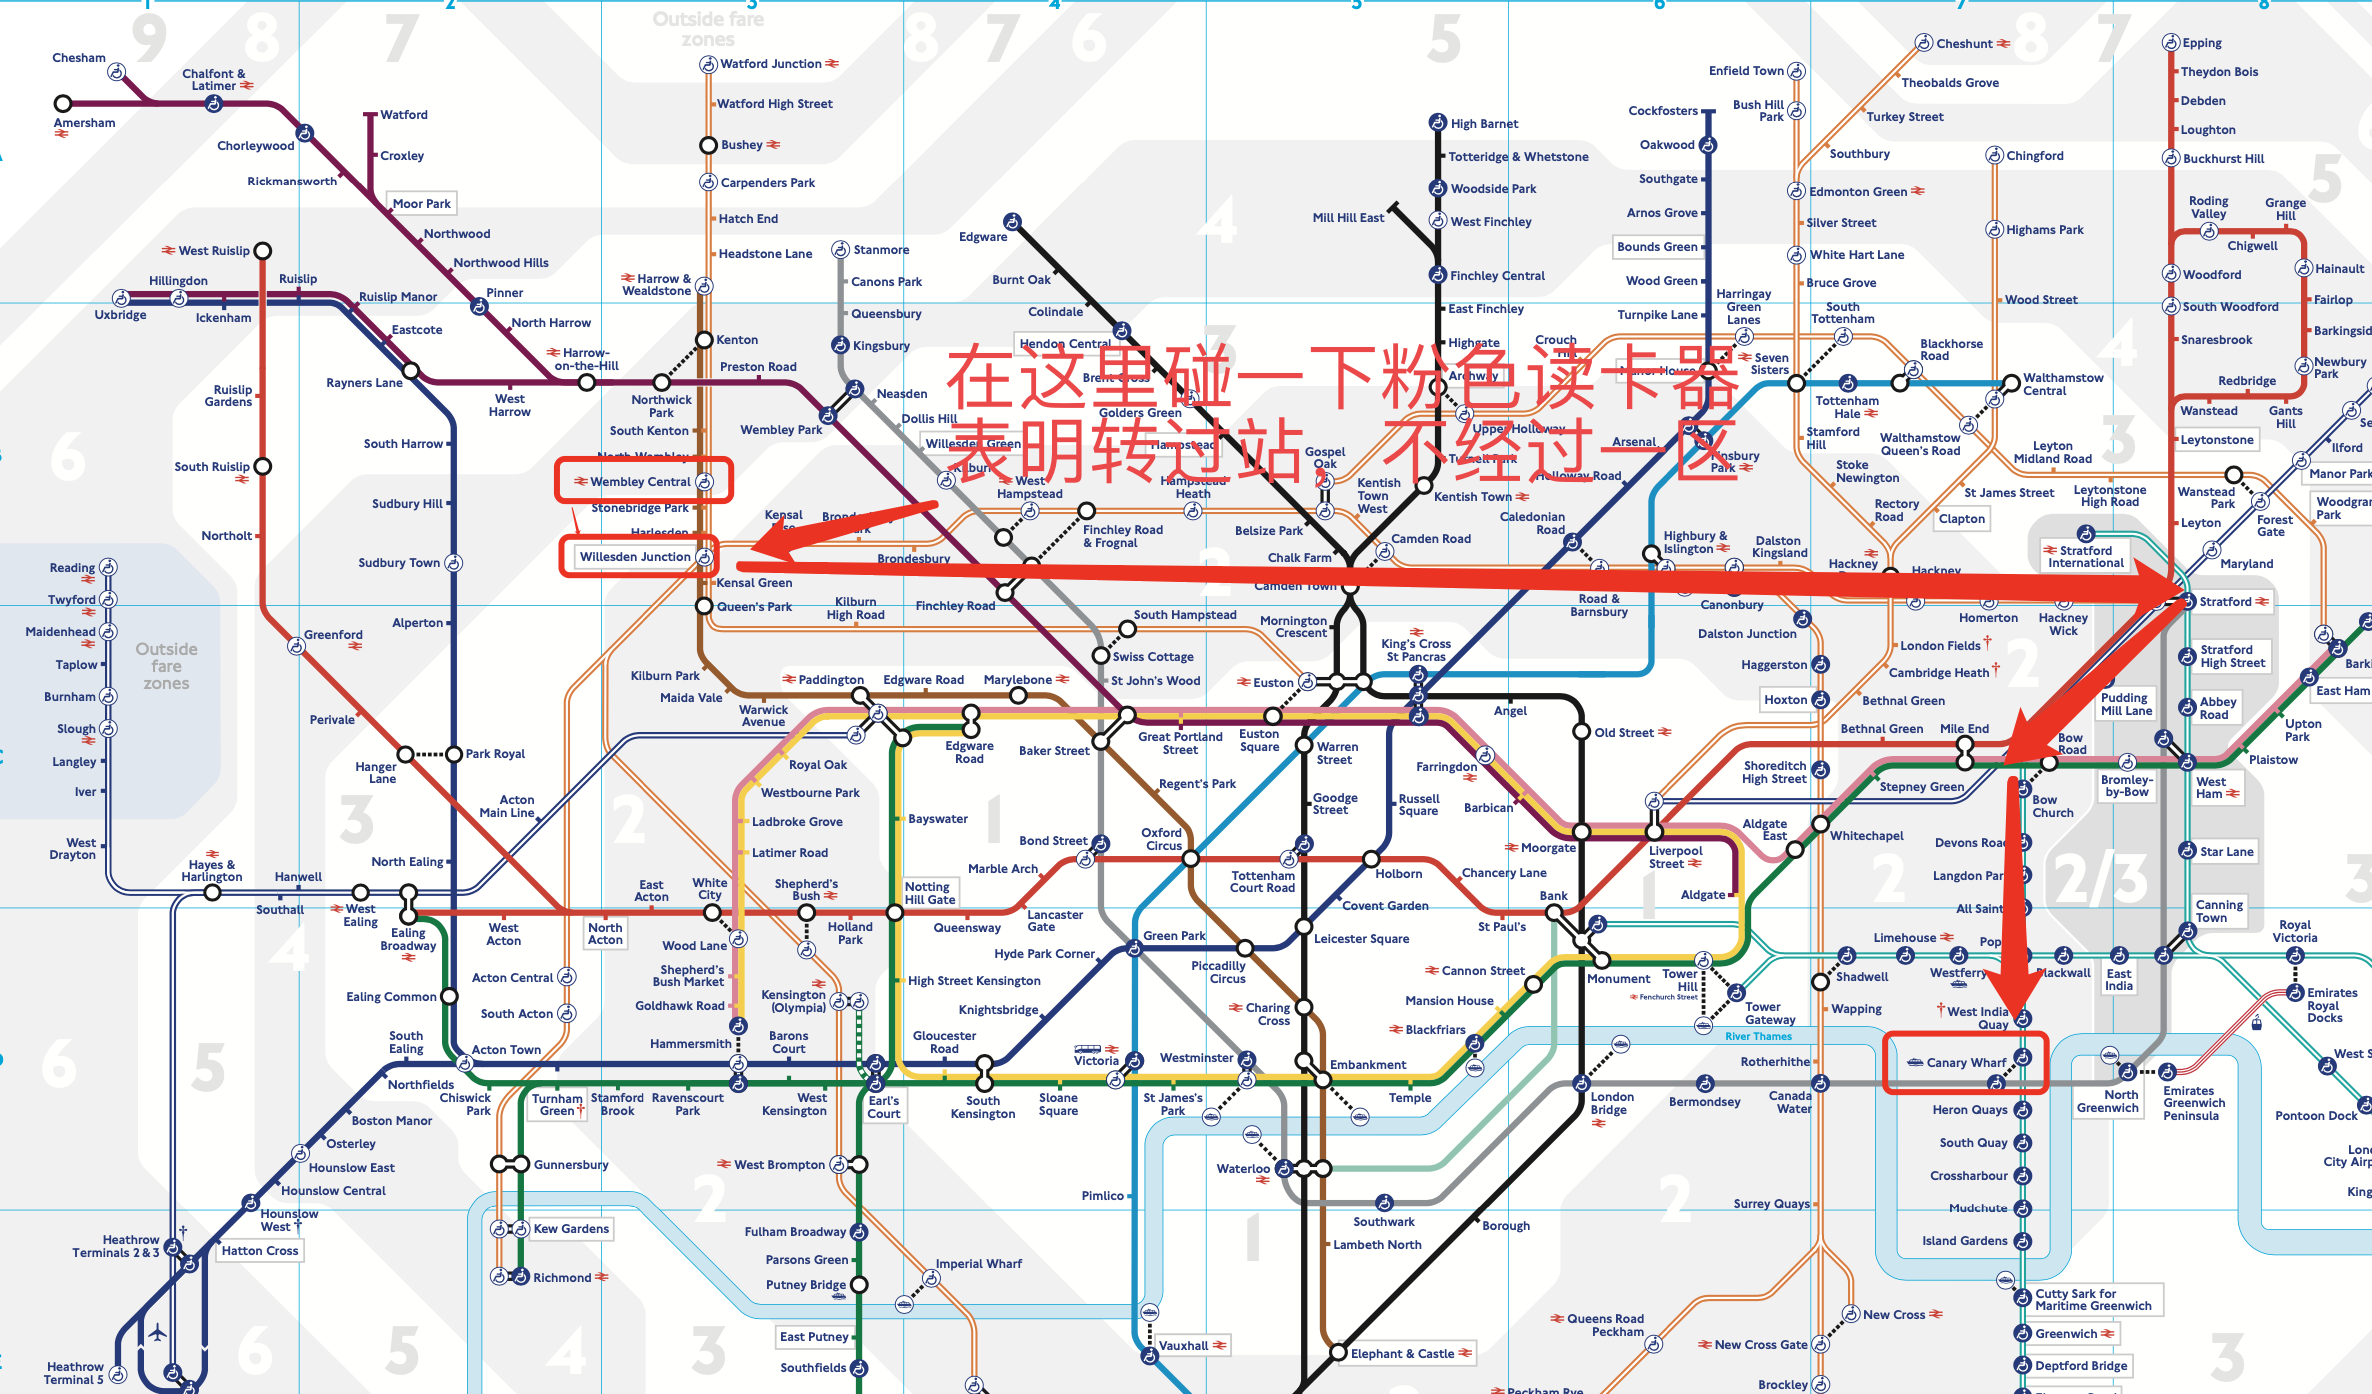 Outside fare
zones
Chesham
Chalfont &
Latimer
Amersham
Chorleywood
Rickmansworth
Watford
Croxley
Moor Park
Northwood
Northwood Hills
Pinner
North Harrow
Harrow-
on-the-Hill
West Ruislip
Hillingdon
Ruislip
Uxbridge
Ickenham
Ruislip Manor
Eastcote
Rayners Lane
West
Harrow
Northwick
Park
Preston Road
Wembley Park
Ruislip
Gardens
South Ruislip
Northolt
Greenford
Perivale
Hanger
Lane
Park Royal
South Harrow
Sudbury Hill
Sudbury Town
Alperton
Watford Junction
Watford High Street
Bushey
Carpenders Park
Hatch End
Headstone Lane
Harrow &
Wealdstone
Kenton
South Kenton
North Wembley
Wembley Central
Stonebridge Park
Harlesden
Willesden Junction
Kensal Green
Queen's Park
Kilburn Park
Maida Vale
Warwick
Avenue
Stanmore
Canons Park
Queensbury
Kingsbury
Neasden
Dollis Hill
Willesden Green
Kilburn
West
Hampstead
Finchley Road
& Frognal
Finchley Road
Brondesbury
Kilburn
High Road
South Hampstead
Swiss Cottage
St John's Wood
Edgware
Burnt Oak
Colindale
Hendon Central
Brent Cross
Golders Green
Hampstead
Hampstead
Heath
Belsize Park
Chalk Farm
Camden Town
Mornington
Crescent
Gospel
Oak
Kentish
Town
West
Camden Road
High Barnet
Totteridge & Whetstone
Woodside Park
West Finchley
Mill Hill East
Finchley Central
East Finchley
Highgate
Archway
Upper Holloway
Tufnell Park
Kentish Town
Crouch
Hill
在这里碰一下粉色读卡器
表明转过站，不经过一区
Cockfosters
Oakwood
Southgate
Arnos Grove
Bounds Green
Wood Green
Turnpike Lane
Manor House
Harringay
Green
Lanes
Arsenal
Finsbury
Park
Holloway Road
Caledonian
Road
Road &
Barnsbury
Highbury &
Islington
Canonbury
Dalston
Kingsland
Dalston Junction
Haggerston
Hoxton
Shoreditch
High Street
Enfield Town
Bush Hill
Park
Cheshunt
Theobalds Grove
Turkey Street
Southbury
Edmonton Green
Silver Street
White Hart Lane
Bruce Grove
South
Tottenham
Seven
Sisters
Tottenham
Hale
Blackhorse
Road
Walthamstow
Central
Walthamstow
Queen's Road
Stamford
Hill
Stoke
Newington
Rectory
Road
Clapton
St James Street
Chingford
Highams Park
Wood Street
Leyton
Midland Road
Leytonstone
High Road
Wanstead
Park
Woodgrange
Park
Hackney
Homerton
Hackney
Wick
London Fields †
Cambridge Heath †
Bethnal Green
Epping
Theydon Bois
Debden
Loughton
Buckhurst Hill
Roding
Valley
Grange
Hill
Chigwell
Hainault
Fairlop
Barkingside
Newbury
Park
Redbridge
Gants
Hill
Wanstead
Woodford
South Woodford
Snaresbrook
Leytonstone
Leyton
Ilford
Manor Park
Forest
Gate
Maryland
Stratford
International
Stratford
Stratford
High Street
Pudding
Mill Lane
Abbey
Road
West
Ham
Star Lane
Canning
Town
Plaistow
Upton
Park
East Ham
Bromley-
by-Bow
Bow
Road
Bow
Church
Mile End
Bethnal Green
Stepney Green
Whitechapel
Aldgate
East
Devons Road
Langdon Park
All Saints
Limehouse
Westferry
Blackwall
East
India
Royal
Victoria
Emirates
Royal
Docks
†West India
Quay
Canary Wharf
Heron Quays
South Quay
Crossharbour
Mudchute
Island Gardens
Cutty Sark for
Maritime Greenwich
Greenwich
Deptford Bridge
North
Greenwich
Emirates
Greenwich
Peninsula
Pontoon Dock
Reading
Twyford
Maidenhead
Taplow
Burnham
Slough
Langley
Iver
West
Drayton
Outside
fare
zones
Hayes &
Harlington
Hanwell
Southall
West
Ealing
Ealing
Broadway
North Ealing
Acton
Main Line
West
Acton
North
Acton
East
Acton
White
City
Shepherd's
Bush
Holland
Park
Notting
Hill Gate
Queensway
Lancaster
Gate
Marble Arch
Bond Street
Oxford
Circus
Tottenham
Court Road
Holborn
Chancery Lane
St Paul's
Bank
Liverpool
Street
Paddington
Edgware Road
Marylebone
Edgware
Road
Baker Street
Great Portland
Street
Euston
Square
Euston
King's Cross
St Pancras
Angel
Old Street
Warren
Street
Goodge
Street
Russell
Square
Farringdon
Barbican
Moorgate
Aldgate
Regent's Park
Royal Oak
Westbourne Park
Ladbroke Grove
Latimer Road
Bayswater
Wood Lane
Shepherd's
Bush Market
Goldhawk Road
Hammersmith
Kensington
(Olympia)
High Street Kensington
Hyde Park Corner
Knightsbridge
Green Park
Piccadilly
Circus
Leicester Square
Covent Garden
Charing
Cross
Embankment
Temple
Blackfriars
Mansion House
Cannon Street
Monument
Tower
Hill
Fenchurch Street
Tower
Gateway
Shadwell
Wapping
River Thames
Rotherhithe
Canada
Water
Bermondsey
London
Bridge
Acton Central
South Acton
Ealing Common
South
Ealing
Acton Town
Northfields
Boston Manor
Osterley
Hounslow East
Hounslow Central
Hounslow
West †
Hatton Cross
Heathrow
Terminals 2 & 3
Heathrow
Terminal 5
Chiswick
Park
Turnham
Green†
Stamford
Brook
Ravenscourt
Park
Barons
Court
West
Kensington
Earl's
Court
Gloucester
Road
South
Kensington
Sloane
Square
Victoria
St James's
Park
Westminster
Waterloo
Southwark
Lambeth North
Borough
Elephant & Castle
Pimlico
Vauxhall
Gunnersbury
Kew Gardens
Richmond
West Brompton
Fulham Broadway
Parsons Green
Putney Bridge
East Putney
Southfields
Imperial Wharf
Surrey Quays
Queens Road
Peckham
New Cross Gate
New Cross
Brockley
Peckham Rye